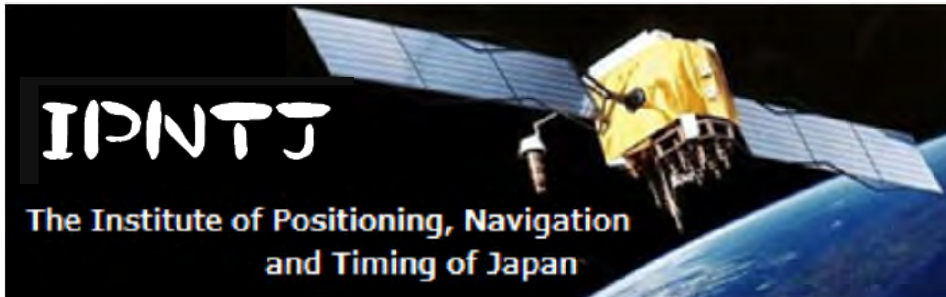 IPNTJ
The Institute of Positioning, Navigation
and Timing of Japan